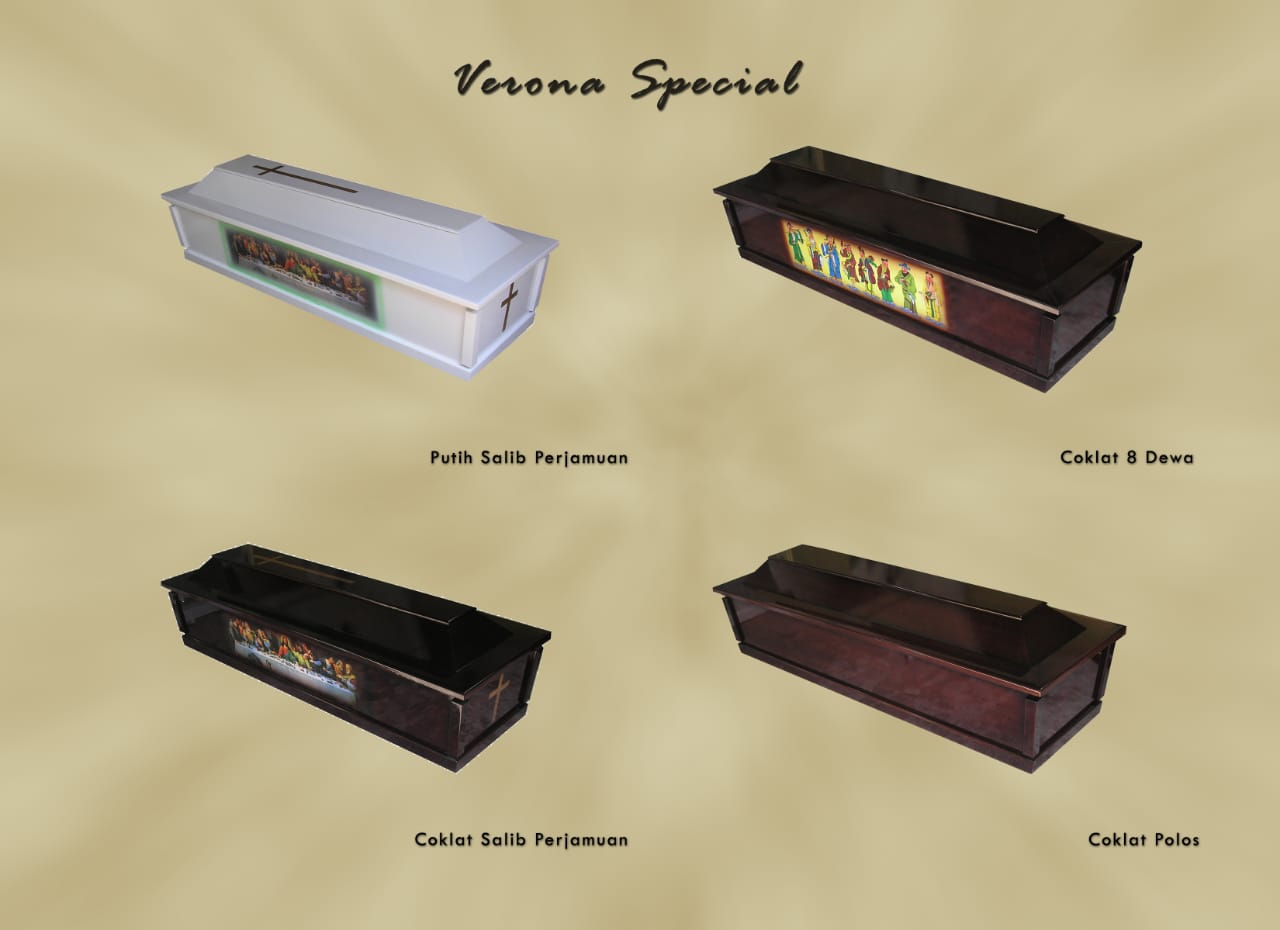 Verona Special
Putih Salib Perjamuan
Coklat 8 Dewa
Coklat Salib Perjamuan
Coklat Polos